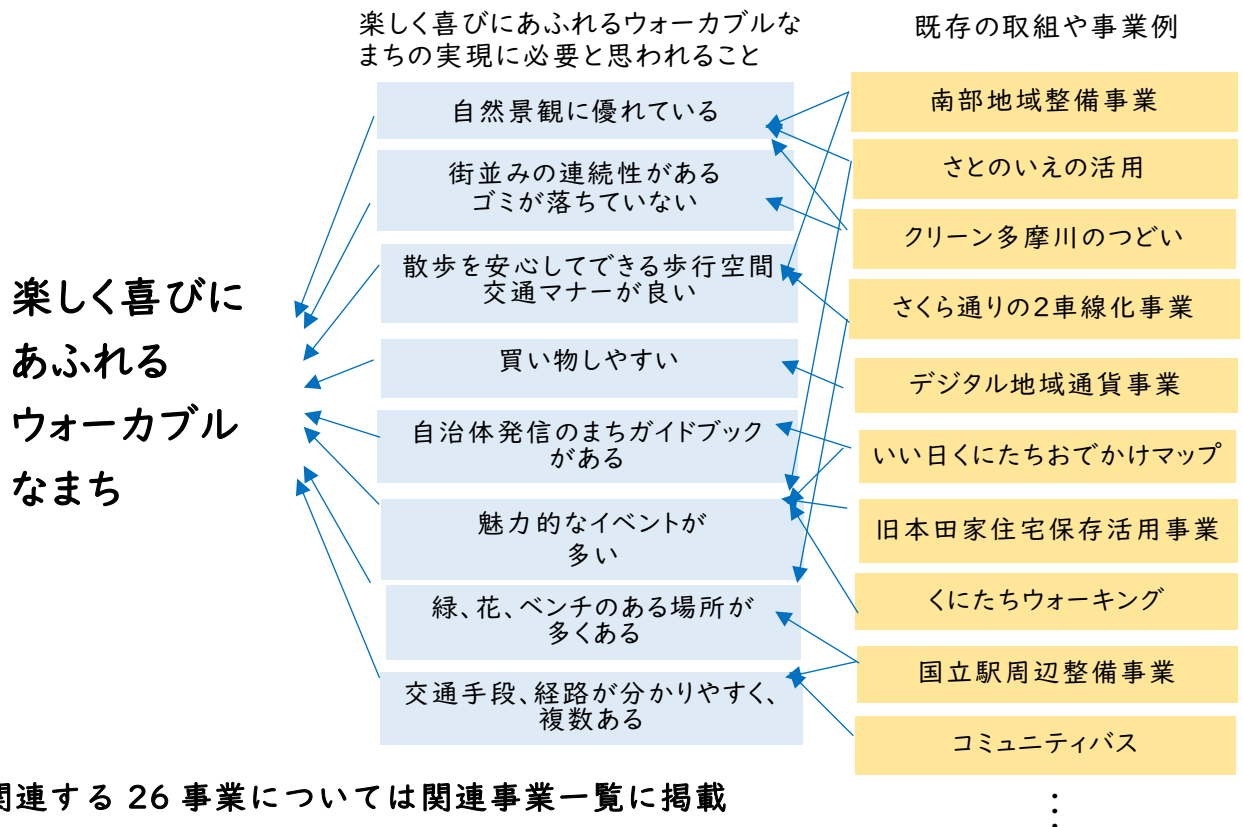 楽しく喜びにあふれるウォーカブルな
まちの実現に必要と思われること
既存の取組や事業例
楽しく喜びに
あふれる
ウォーカブル
なまち
自然景観に優れている
街並みの連続性がある
ゴミが落ちていない
散歩を安心してできる歩行空間
交通マナーが良い
買い物しやすい
自治体発信のまちガイドブック
がある
魅力的なイベントが
多い
緑、花、ベンチのある場所が
多くある
交通手段、経路が分かりやすく、
複数ある
南部地域整備事業
さとのいえの活用
クリーン多摩川のつどい
さくら通りの2車線化事業
デジタル地域通貨事業
いい日くにたちおでかけマップ
旧本田家住宅保存活用事業
くにたちウォーキング
国立駅周辺整備事業
コミュニティバス
⋮
関連する 26 事業については関連事業一覧に掲載